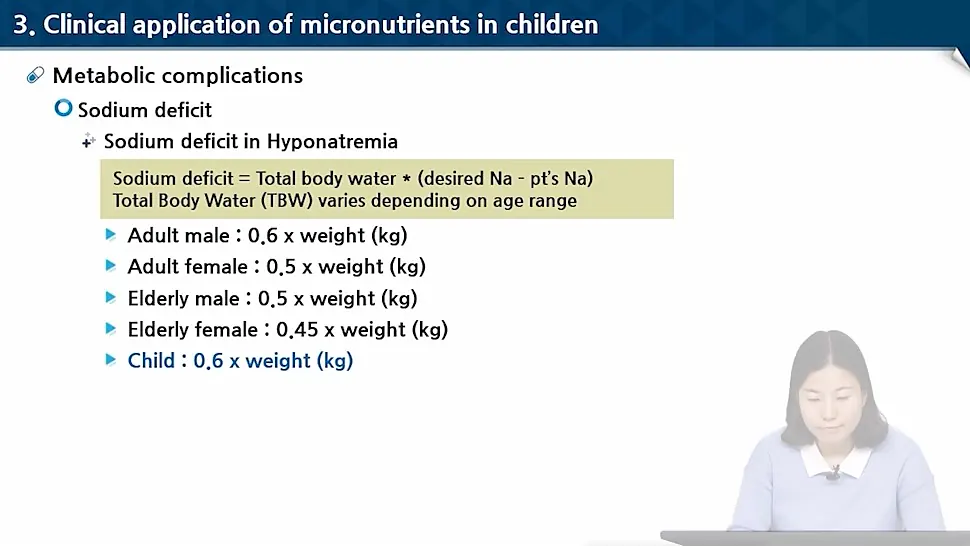 3. Clinical application of micronutrients in children
Metabolic complications
Sodium deficit
Sodium deficit in Hyponatremia
Sodium deficit = Total body water * (desired Na - pt's Na)
Total Body Water (TBW) varies depending on age range
Adult male : 0.6 x weight (kg)
Adult female : 0.5 x weight (kg)
Elderly male : 0.5 x weight (kg)
Elderly female : 0.45 x weight (kg)
Child : 0.6 x weight (kg)